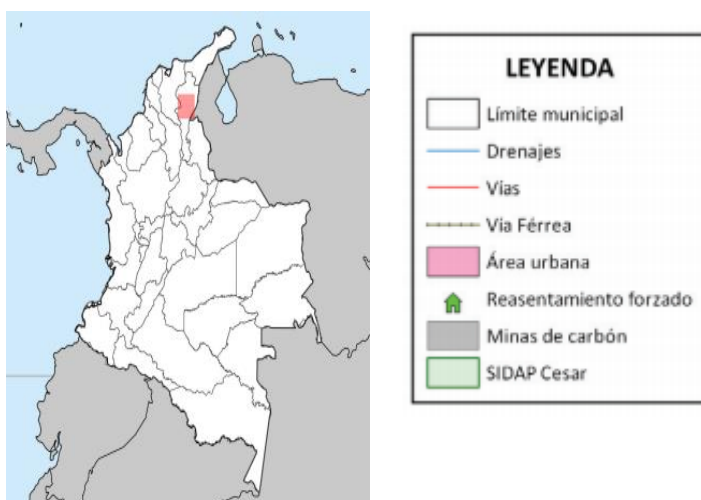 LEYENDA
Límite municipal
Drenajes
Vías
Vía Férrea
Área urbana
Reasentamiento forzado
Minas de carbón
SIDAP Cesar